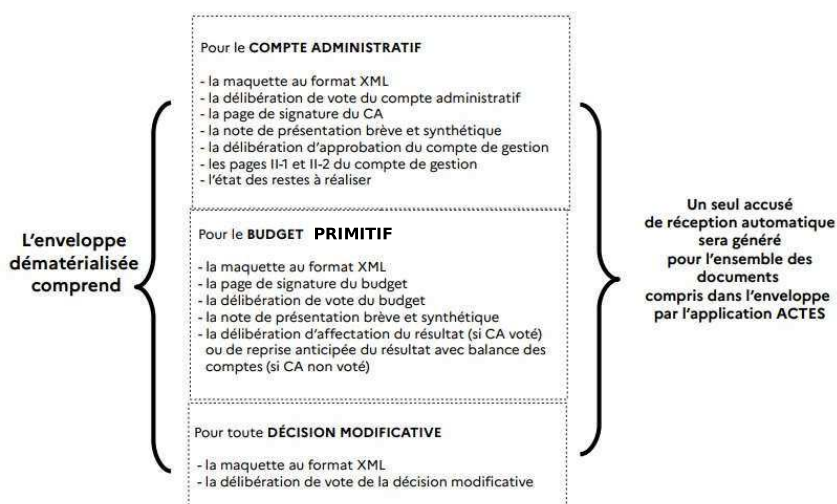 L'enveloppe
dématérialisée
comprend
Pour le COMPTE ADMINISTRATIF
- la maquette au format XML
- la délibération de vote du compte administratif
- la page de signature du CA
- la note de présentation brève et synthétique
- la délibération d'approbation du compte de gestion
- les pages II-1 et II-2 du compte de gestion
- l'état des restes à réaliser
Pour le BUDGET PRIMITIF
- la maquette au format XML
- la page de signature du budget
- la délibération de vote du budget
- la note de présentation brève et synthétique
- la délibération d'affectation du résultat (si CA voté)
ou de reprise anticipée du résultat avec balance des
comptes (si CA non voté)
Pour toute DÉCISION MODIFICATIVE
- la maquette au format XML
- la délibération de vote de la décision modificative
Un seul accusé
de réception automatique
sera généré
pour l'ensemble des
documents
compris dans l'enveloppe
par l'application ACTES